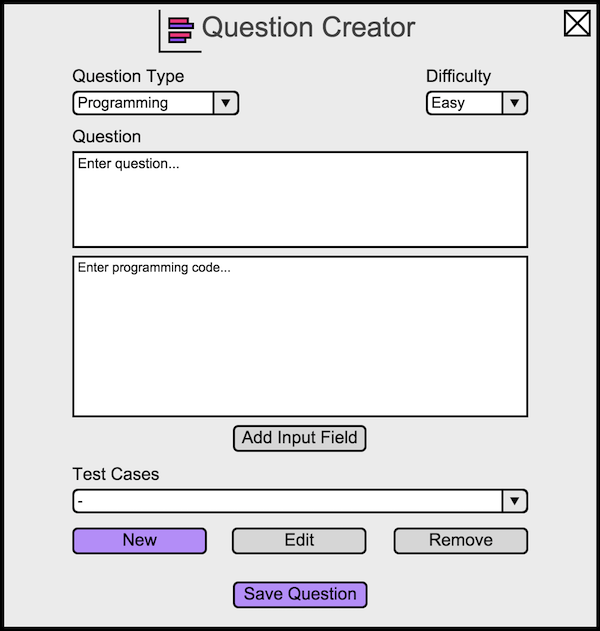 Question Creator
Question Type
Difficulty
Programming
Easy
Question
Enter question...
Enter programming code...
Add Input Field
Test Cases
-
New
Edit
Remove
Save Question